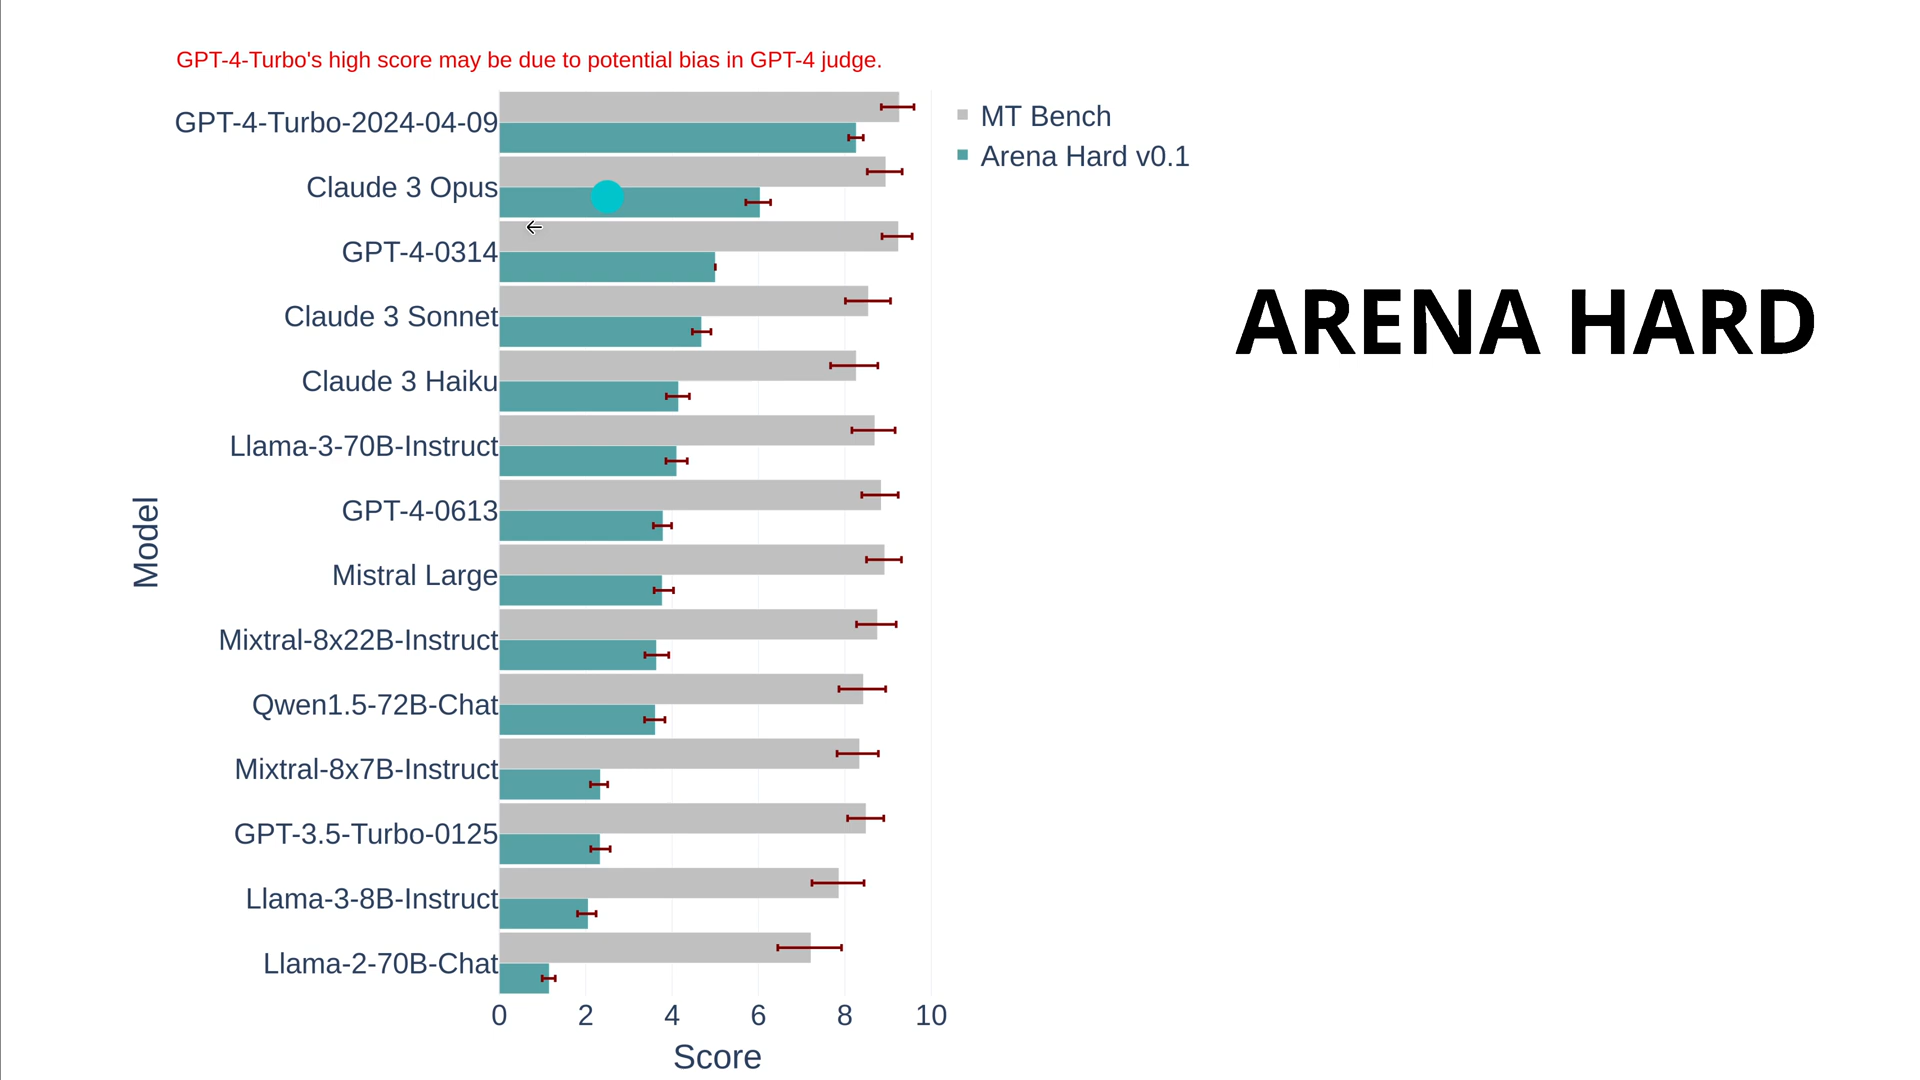 GPT-4-Turbo's high score may be due to potential bias in GPT-4 judge.
GPT-4-Turbo-2024-04-09
Claude 3 Opus
GPT-4-0314
Claude 3 Sonnet
Claude 3 Haiku
Llama-3-70B-Instruct
GPT-4-0613
Mistral Large
Mixtral-8x22B-Instruct
Qwen1.5-72B-Chat
Mixtral-8x7B-Instruct
GPT-3.5-Turbo-0125
Llama-3-8B-Instruct
Llama-2-70B-Chat
Model
0 2 4 6 8 10
Score
MT Bench
Arena Hard v0.1
ARENA HARD